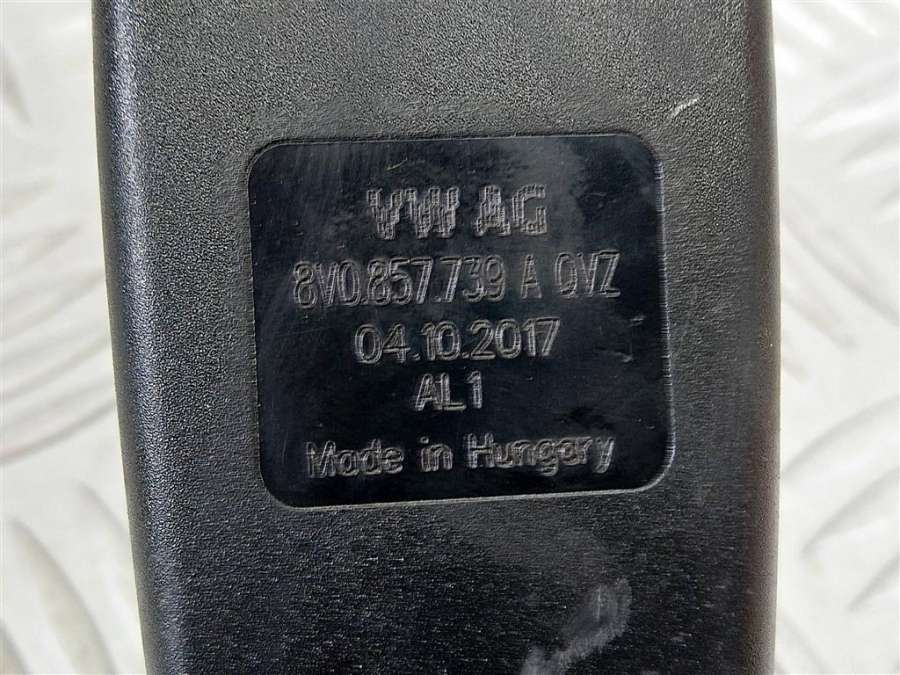 VW AG
8V0.857.739 A QVZ
04.10.2017
AL1
Made in Hungary